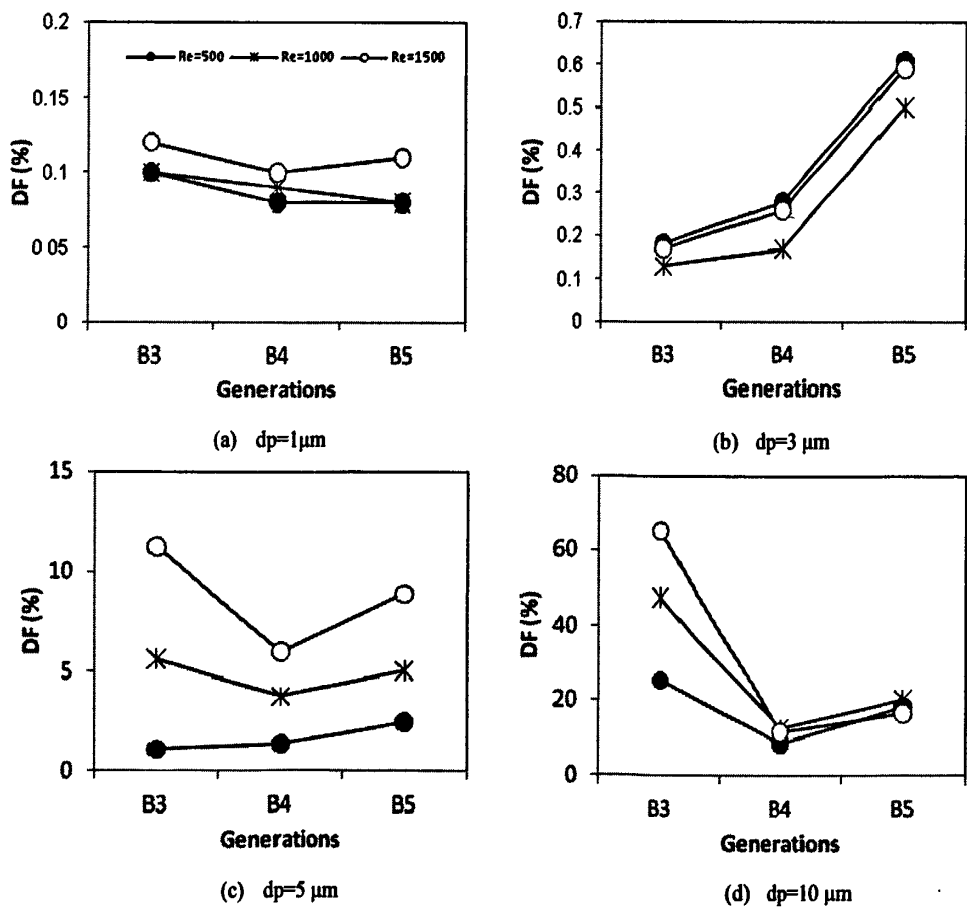 0.2
0.15
0.1
0 05
0
DF (%)
Re=500 Re=1000 Re=1500
B3 B4 B5
Generations
(a) dp=1µm
0.7
0.6
0.5
0.4
0.3
0.2
0.1
0
DF (%)
B3 B4 B5
Generations
(b) dp=3 µm
15
10
5
0
DF (%)
B3 B4 B5
Generations
(c) dp=5 µm
80
60
40
20
0
DF (%)
B3 B4 B5
Generations
(d) dp=10 µm